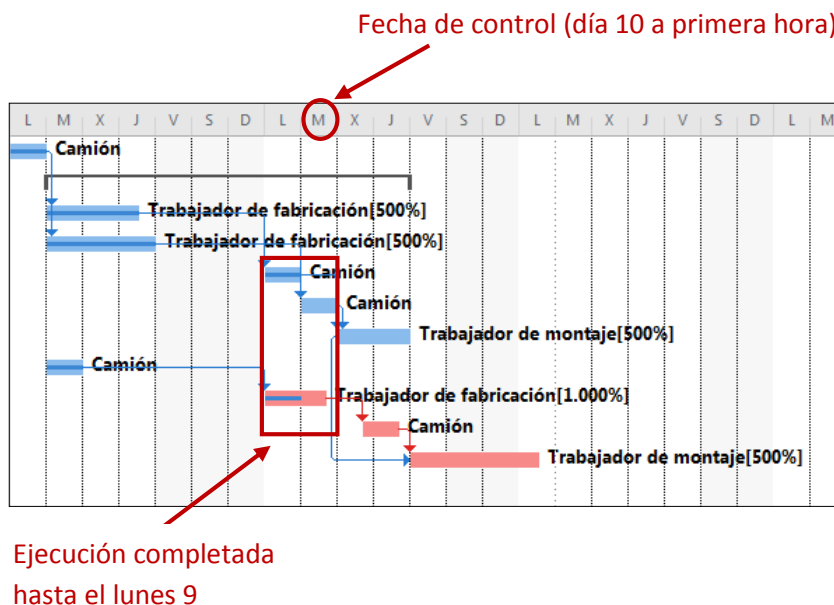 Fecha de control (día 10 a primera hora)
L M X J V S D L M X J V S D L M X J V S D L M
Camión
Trabajador de fabricación[500%]
Trabajador de fabricación[500%]
Camión
Camión
Trabajador de montaje[500%]
Camión
Trabajador de fabricación[1.000%]
Camión
Trabajador de montaje[500%]
Ejecución completada
hasta el lunes 9